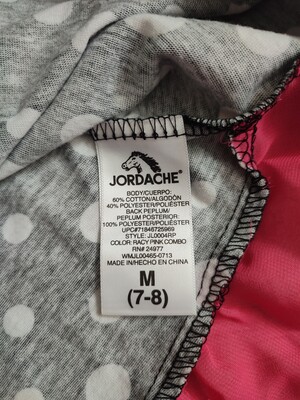 JORDACHE®
BODY/CUERPO:
60% COTTON/ALGODÓN
40% POLYESTER/POLIÉSTER
BACK PEPLUM/
PEPLUM POSTERIOR:
100% POLYESTER/POLIÉSTER
UPC#71846725969
STYLE: JL0004RP
COLOR: RACY PINK COMBO
RN# 24977
WMJL00465-0713
MADE IN/HECHO EN CHINA
M
(7-8)